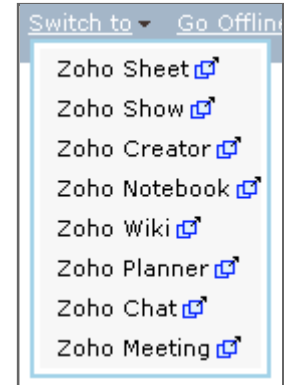 Switch to Go Offline
Zoho Sheet
Zoho Show
Zoho Creator
Zoho Notebook
Zoho Wiki
Zoho Planner
Zoho Chat
Zoho Meeting